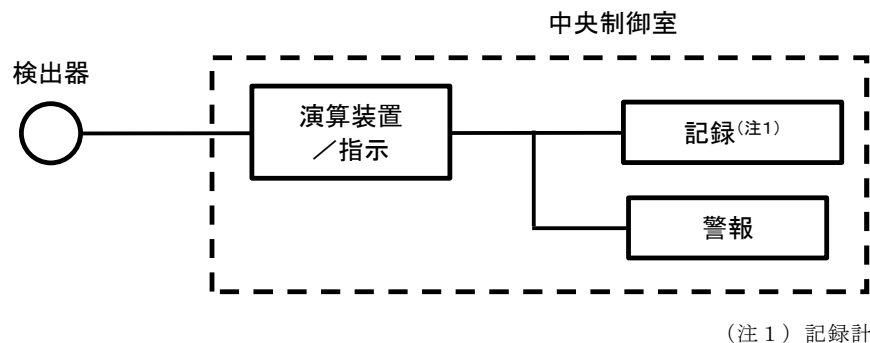 中央制御室
検出器
演算装置
／指示
記録(注1)
警報
(注1)記録計